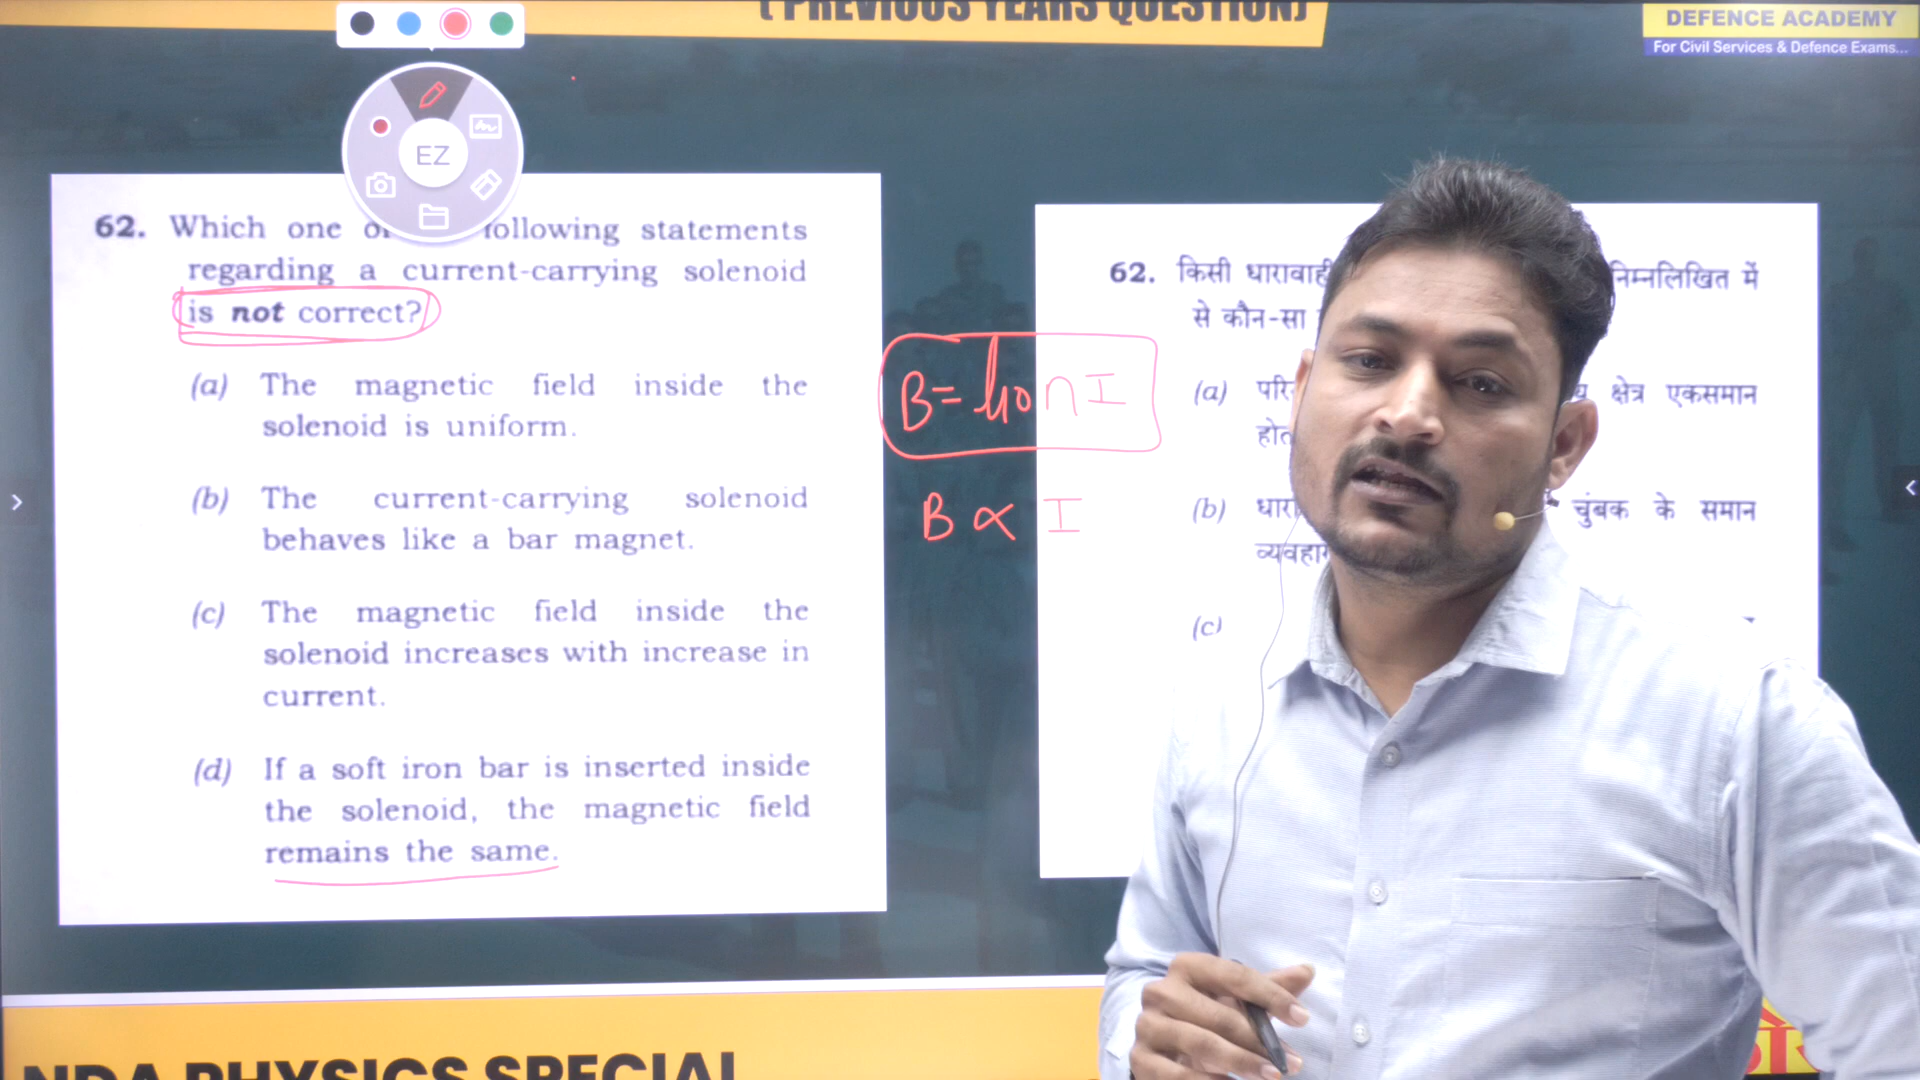 ( PREVIOUS YEARS QUESTION)
DEFENCE ACADEMY
For Civil Services & Defence Exams...
EZ
62. Which one of following statements
regarding a current-carrying solenoid
is not correct?
(a) The magnetic field inside the
solenoid is uniform.
(b) The current-carrying solenoid
behaves like a bar magnet.
(c) The magnetic field inside the
solenoid increases with increase in
current.
(d) If a soft iron bar is inserted inside
the solenoid, the magnetic field
remains the same.
B = μ0 n I
B ∝ I
62. किसी धारावाही निम्नलिखित में
से कौन-सा
(a) क्षेत्र एकसमान
(b) चुंबक के समान
(c)
NDA PHYSICS SPECIAL